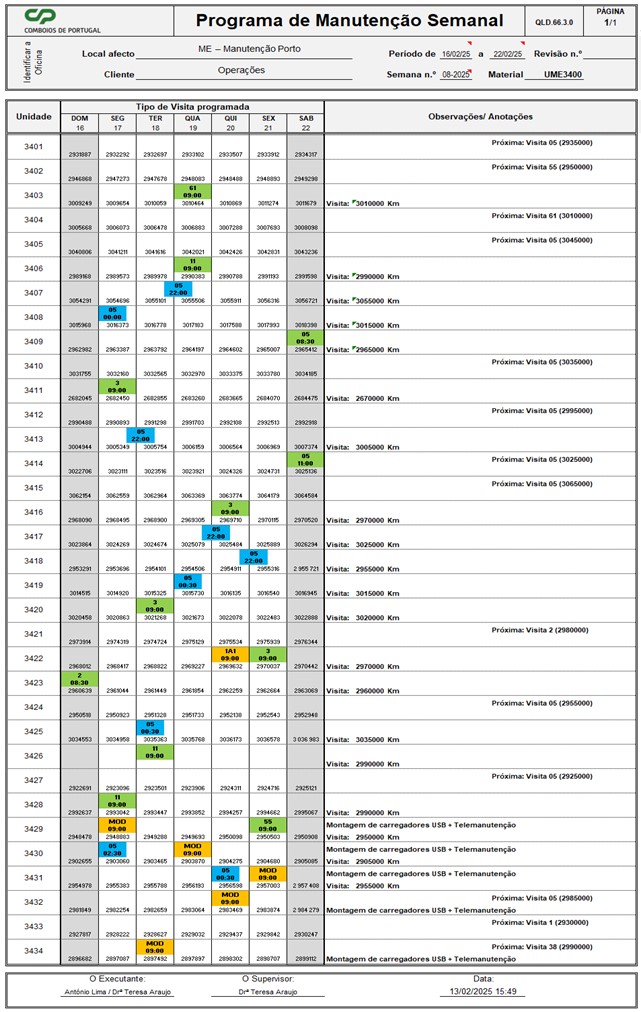 CP
COMBOIOS DE PORTUGAL
Programa de Manutenção Semanal
QLD.66.3.0
PÁGINA
1/1
Identificar a Oficina
Local afecto ME – Manutenção Porto
Período de 16/02/25 a 22/02/25 Revisão n.º
Cliente Operações
Semana n.º 08-2025 Material UME3400
Unidade Tipo de Visita programada Observações/ Anotações
DOM SEG TER QUA QUI SEX SAB
16 17 18 19 20 21 22
3401 Próxima: Visita 05 (2935000)
2931887 2932292 2932697 2933102 2933507 2933912 2934317
3402 Próxima: Visita 55 (2950000)
2946868 2947273 2947678 2948083 2948488 2948893 2949298
3403 61 09:00
3009249 3009654 3010059 3010464 3010869 3011274 3011679 Visita: 3010000 Km
3404 Próxima: Visita 61 (3010000)
3005668 3006073 3006478 3006883 3007288 3007693 3008098
3405 Próxima: Visita 05 (3045000)
3040806 3041211 3041616 3042021 3042426 3042831 3043236
3406 11 09:00
2989168 2989573 2989978 2990383 2990788 2991193 2991598 Visita: 2990000 Km
3407 05 22:00
3054291 3054696 3055101 3055506 3055911 3056316 3056721 Visita: 3055000 Km
3408 05 00:00
3015968 3016373 3016778 3017183 3017588 3017993 3018398 Visita: 3015000 Km
3409 05 08:30
2962982 2963387 2963792 2964197 2964602 2965007 2965412 Visita: 2965000 Km
3410 Próxima: Visita 05 (3035000)
3031755 3032160 3032565 3032970 3033375 3033780 3034185
3411 3 09:00
2682045 2682450 2682855 2683260 2683665 2684070 2684475 Visita: 2670000 Km
3412 Próxima: Visita 05 (2995000)
2990488 2990893 2991298 2991703 2992108 2992513 2992918
3413 05 22:00
3004944 3005349 3005754 3006159 3006564 3006969 3007374 Visita: 3005000 Km
3414 05 11:00 Próxima: Visita 05 (3025000)
3022706 3023111 3023516 3023921 3024326 3024731 3025136
3415 Próxima: Visita 05 (3065000)
3062154 3062559 3062964 3063369 3063774 3064179 3064584
3416 3 09:00
2968090 2968495 2968900 2969305 2969710 2970115 2970520 Visita: 2970000 Km
3417 05 22:00
3023864 3024269 3024674 3025079 3025484 3025889 3026294 Visita: 3025000 Km
3418 05 22:00
2953291 2953696 2954101 2954506 2954911 2955316 2 955 721 Visita: 2955000 Km
3419 05 00:30
3014515 3014920 3015325 3015730 3016135 3016540 3016945 Visita: 3015000 Km
3420 3 09:00
3020458 3020863 3021268 3021673 3022078 3022483 3022888 Visita: 3020000 Km
3421 Próxima: Visita 2 (2980000)
2973914 2974319 2974724 2975129 2975534 2975939 2976344
3422 1A1 09:00 3 09:00
2968012 2968417 2968822 2969227 2969632 2970037 2970442 Visita: 2970000 Km
3423 2 08:30
2960639 2961044 2961449 2961854 2962259 2962664 2963069 Visita: 2960000 Km
3424 Próxima: Visita 05 (2955000)
2950518 2950923 2951328 2951733 2952138 2952543 2952948
3425 05 00:30
3034553 3034958 3035363 3035768 3036173 3036578 3 036 983 Visita: 3035000 Km
3426 11 09:00
Visita: 2990000 Km
3427 Próxima: Visita 05 (2925000)
2922691 2923096 2923501 2923906 2924311 2924716 2925121
3428 11 09:00
2992637 2993042 2993447 2993852 2994257 2994662 2995067 Visita: 2990000 Km
3429 MOD 09:00 55 09:00 Montagem de carregadores USB + Telemanutenção
2948478 2948883 2949288 2949693 2950098 2950503 2950908 Visita: 2950000 Km
3430 05 02:30 MOD 09:00 Montagem de carregadores USB + Telemanutenção
2902655 2903060 2903465 2903870 2904275 2904680 2905085 Visita: 2905000 Km
3431 05 00:30 MOD 09:00 Montagem de carregadores USB + Telemanutenção
2954978 2955383 2955788 2956193 2956598 2957003 2 957 408 Visita: 2955000 Km
3432 MOD 09:00 Próxima: Visita 05 (2985000)
2981849 2982254 2982659 2983064 2983469 2983874 2 984 279 Montagem de carregadores USB + Telemanutenção
3433 Próxima: Visita 1 (2930000)
2927817 2928222 2928627 2929032 2929437 2929842 2930247
3434 MOD 09:00 Próxima: Visita 38 (2990000)
2896682 2897087 2897492 2897897 2898302 2898707 2899112 Montagem de carregadores USB + Telemanutenção
O Executante: O Supervisor: Data:
António Lima / Drª Teresa Araujo Drª Teresa Araujo 13/02/2025 15:49